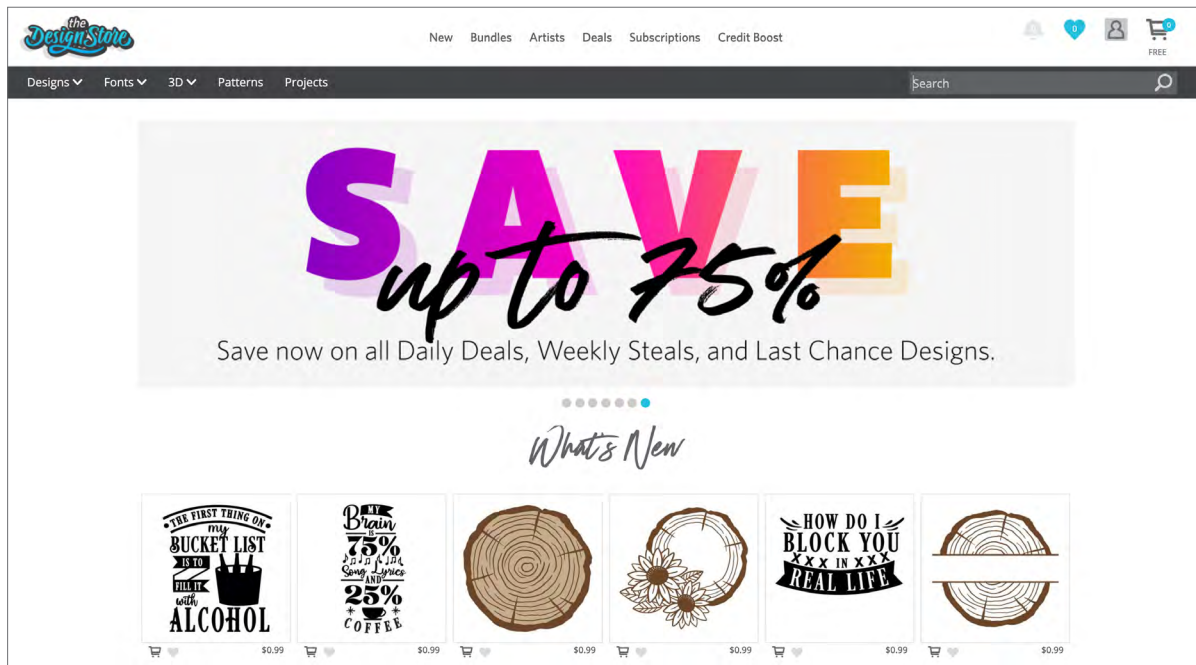 the
Design Store
New Bundles Artists Deals Subscriptions Credit Boost
0
0
FREE
Designs Fonts 3D Patterns Projects
Search
SAVE
up to 75%
Save now on all Daily Deals, Weekly Steals, and Last Chance Designs.
What's New
THE FIRST THING ON
my
BUCKET LIST
IS TO
FILL IT
with
ALCOHOL
MY
Brain
IS
75%
Song Lyrics
AND
25%
COFFEE
HOW DO I
BLOCK YOU
XXX IN XXX
REAL LIFE
$0.99
$0.99
$0.99
$0.99
$0.99
$0.99